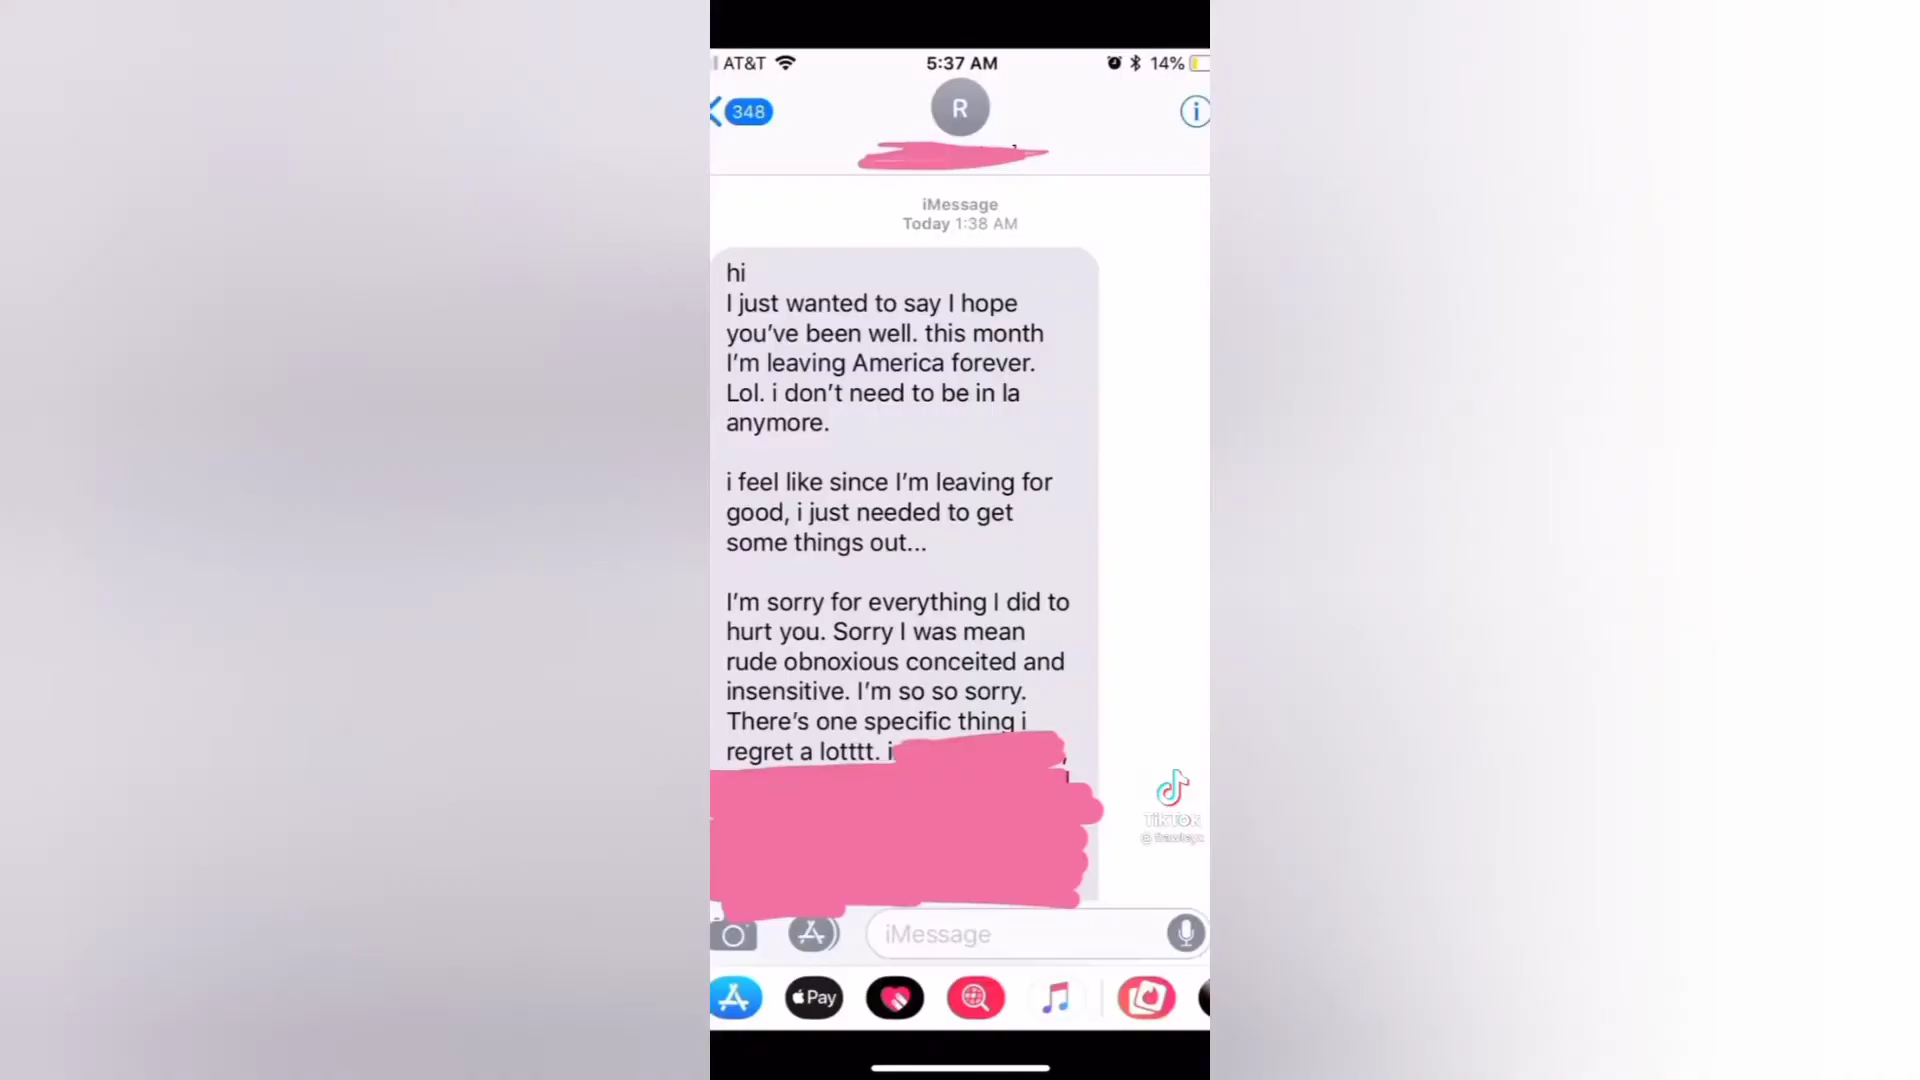 AT&T
5:37 AM
14%
348
R
iMessage
Today 1:38 AM
hi
I just wanted to say I hope
you’ve been well. this month
I’m leaving America forever.
Lol. i don’t need to be in la
anymore.
i feel like since I’m leaving for
good, i just needed to get
some things out...
I’m sorry for everything I did to
hurt you. Sorry I was mean
rude obnoxious conceited and
insensitive. I’m so so sorry.
There’s one specific thing i
regret a lotttt. i
TikTok
iMessage
Pay